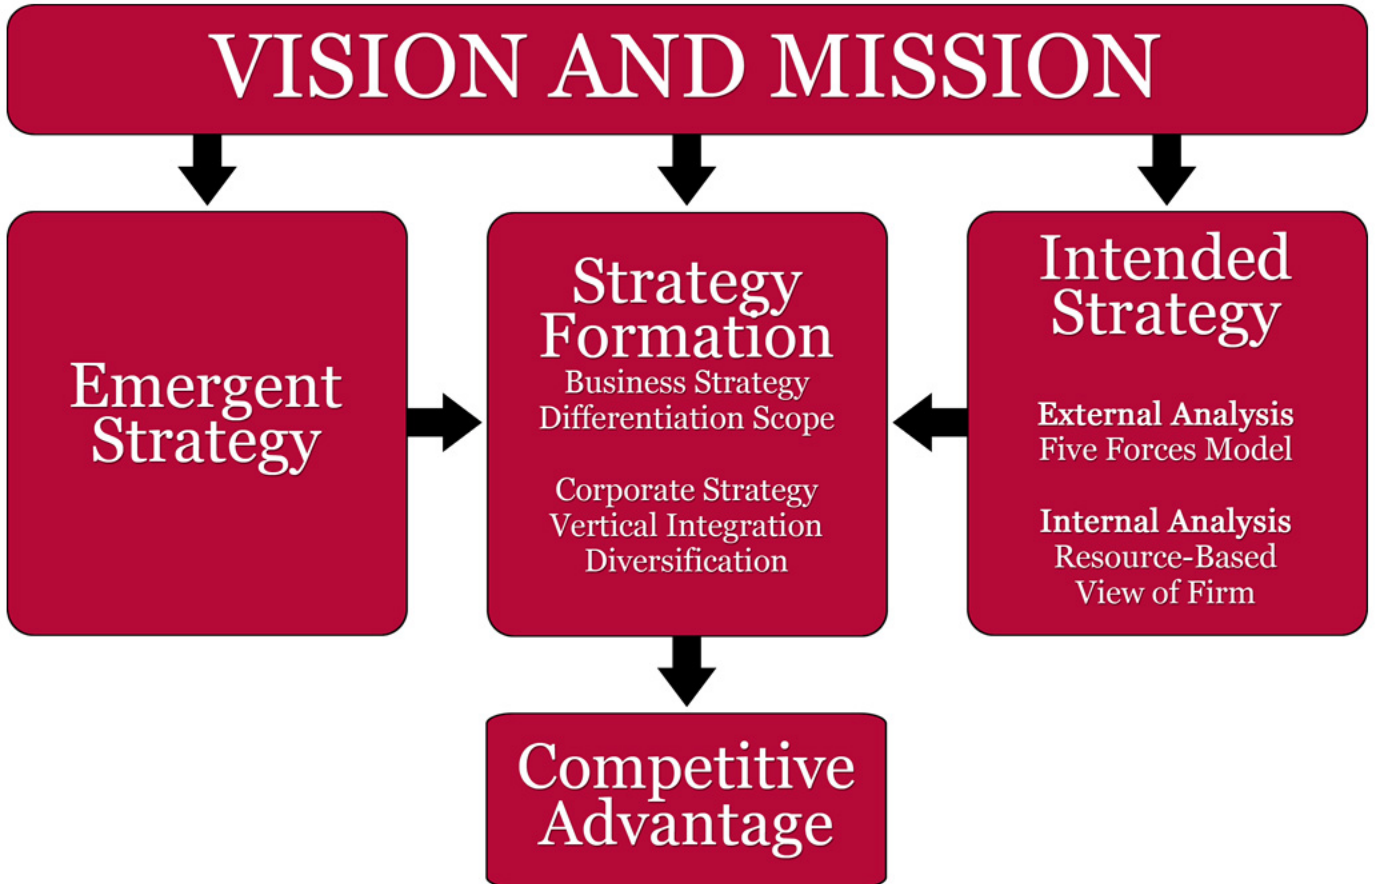 VISION AND MISSION
Emergent
Strategy
Strategy
Formation
Business Strategy
Differentiation Scope
Corporate Strategy
Vertical Integration
Diversification
Intended
Strategy
External Analysis
Five Forces Model
Internal Analysis
Resource-Based
View of Firm
Competitive
Advantage